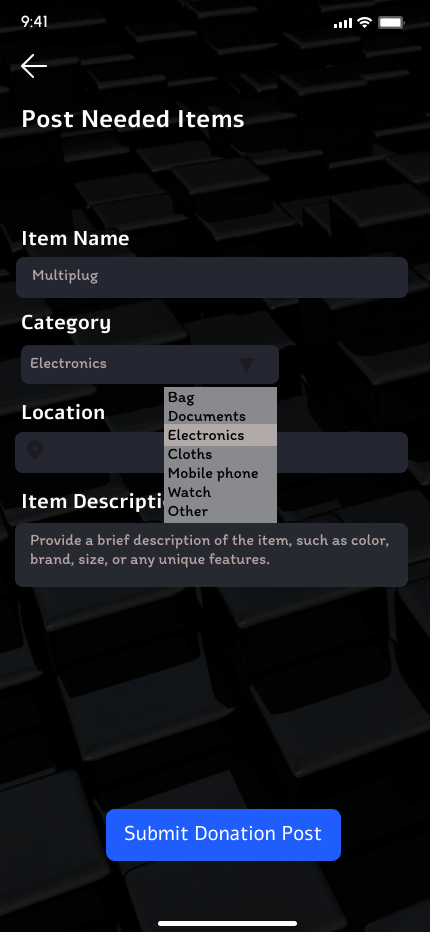 9:41
Post Needed Items
Item Name
Multiplug
Category
Electronics
Bag
Documents
Electronics
Cloths
Mobile phone
Watch
Other
Location
Item Descripti
Provide a brief description of the item, such as color,
brand, size, or any unique features.
Submit Donation Post